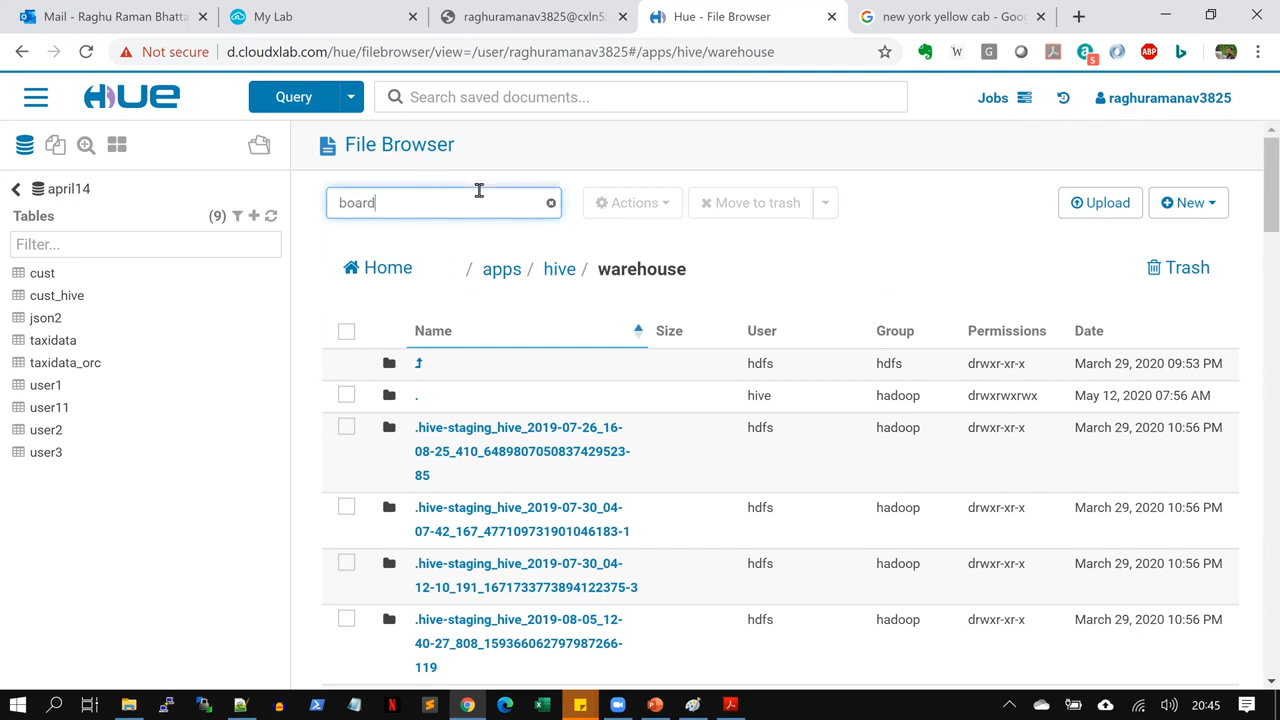 Mail - Raghu Raman Bhatta
My Lab
raghuramanav3825@cxln5
Hue - File Browser
new york yellow cab - Goo
Not secure
d.cloudxlab.com/hue/filebrowser/view=/user/raghuramanav3825#/apps/hive/warehouse
W
G
a
5
ABP
HUE
Query
Search saved documents...
Jobs
raghuramanav3825
File Browser
april14
Tables
(9)
Filter...
cust
cust_hive
json2
taxidata
taxidata_orc
user1
user11
user2
user3
board
Actions
Move to trash
Upload
New
Home / apps / hive / warehouse
Trash
Name Size User Group Permissions Date
hdfs hdfs drwxr-xr-x March 29, 2020 09:53 PM
. hive hadoop drwxrwxrwx May 12, 2020 07:56 AM
.hive-staging_hive_2019-07-26_16- hdfs hadoop drwxr-xr-x March 29, 2020 10:56 PM
08-25_410_6489807050837429523-
85
.hive-staging_hive_2019-07-30_04- hdfs hadoop drwxr-xr-x March 29, 2020 10:56 PM
07-42_167_477109731901046183-1
.hive-staging_hive_2019-07-30_04- hdfs hadoop drwxr-xr-x March 29, 2020 10:56 PM
12-10_191_1671733773894122375-3
.hive-staging_hive_2019-08-05_12- hdfs hadoop drwxr-xr-x March 29, 2020 10:56 PM
40-27_808_159366062797987266-
119
20:45